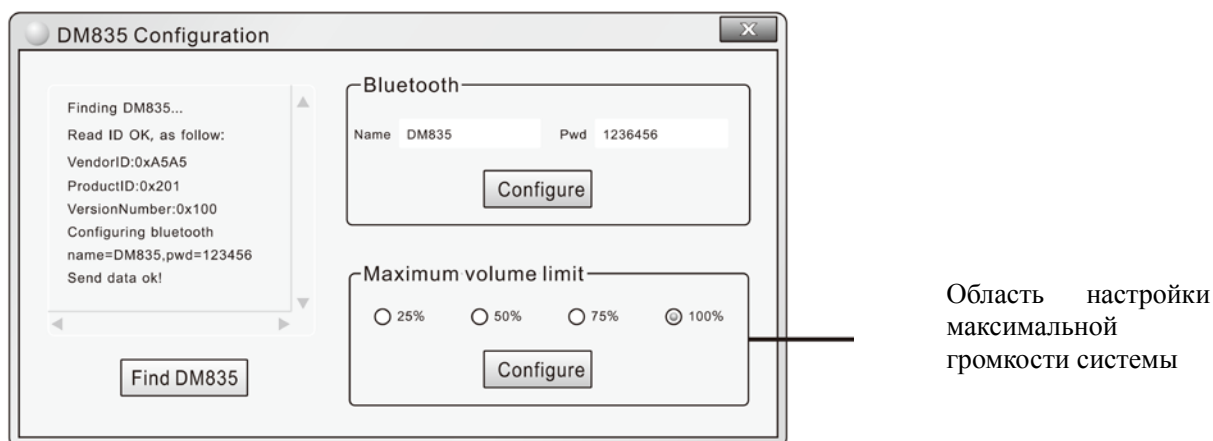 DM835 Configuration
X
Finding DM835...
Read ID OK, as follow:
VendorID:0xA5A5
ProductID:0x201
VersionNumber:0x100
Configuring bluetooth
name=DM835,pwd=123456
Send data ok!
Find DM835
Bluetooth
Name DM835 Pwd 1236456
Configure
Maximum volume limit
25% 50% 75% 100%
Configure
Область настройки
максимальной
громкости системы